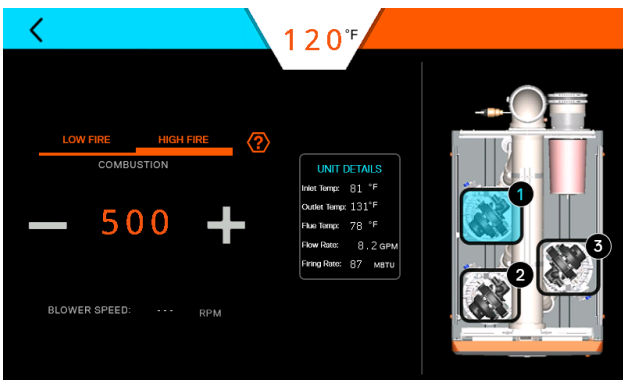 120°F
LOW FIRE HIGH FIRE ?
COMBUSTION
500
BLOWER SPEED: --- RPM
UNIT DETAILS
Inlet Temp: 81 °F
Outlet Temp: 131°F
Flue Temp: 78 °F
Flow Rate: 8.2 GPM
Firing Rate: 87 MBTU
1
2
3